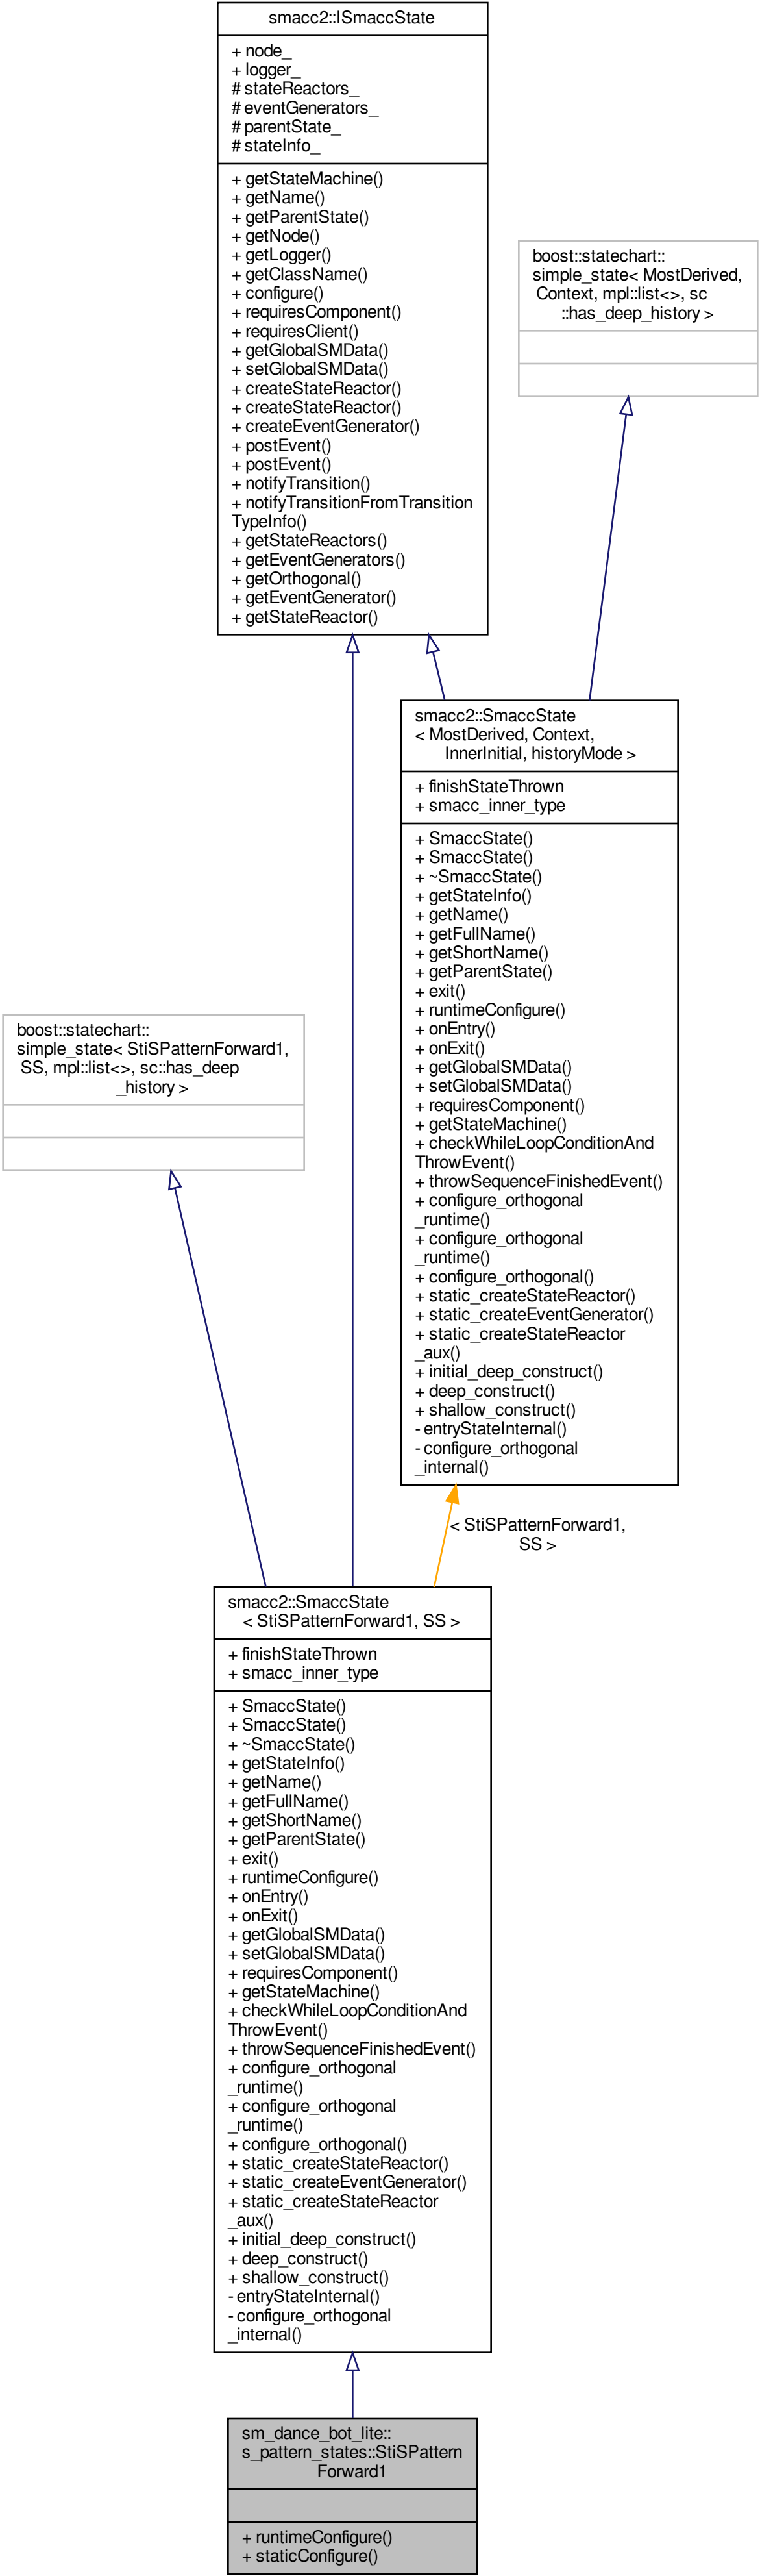 smacc2::ISmaccState
+ node_
+ logger_
# stateReactors_
# eventGenerators_
# parentState_
# stateInfo_
+ getStateMachine()
+ getName()
+ getParentState()
+ getNode()
+ getLogger()
+ getClassName()
+ configure()
+ requiresComponent()
+ requiresClient()
+ getGlobalSMData()
+ setGlobalSMData()
+ createStateReactor()
+ createStateReactor()
+ createEventGenerator()
+ postEvent()
+ postEvent()
+ notifyTransition()
+ notifyTransitionFromTransition
TypeInfo()
+ getStateReactors()
+ getEventGenerators()
+ getOrthogonal()
+ getEventGenerator()
+ getStateReactor()
boost::statechart::
simple_state< MostDerived,
Context, mpl::list<>, sc
::has_deep_history >
smacc2::SmaccState
< MostDerived, Context,
InnerInitial, historyMode >
+ finishStateThrown
+ smacc_inner_type
+ SmaccState()
+ SmaccState()
+ ~SmaccState()
+ getStateInfo()
+ getName()
+ getFullName()
+ getShortName()
+ getParentState()
+ exit()
+ runtimeConfigure()
+ onEntry()
+ onExit()
+ getGlobalSMData()
+ setGlobalSMData()
+ requiresComponent()
+ getStateMachine()
+ checkWhileLoopConditionAnd
ThrowEvent()
+ throwSequenceFinishedEvent()
+ configure_orthogonal
_runtime()
+ configure_orthogonal
_runtime()
+ configure_orthogonal()
+ static_createStateReactor()
+ static_createEventGenerator()
+ static_createStateReactor
_aux()
+ initial_deep_construct()
+ deep_construct()
+ shallow_construct()
- entryStateInternal()
- configure_orthogonal
_internal()
boost::statechart::
simple_state< StiSPatternForward1,
SS, mpl::list<>, sc::has_deep
_history >
< StiSPatternForward1,
SS >
smacc2::SmaccState
< StiSPatternForward1, SS >
+ finishStateThrown
+ smacc_inner_type
+ SmaccState()
+ SmaccState()
+ ~SmaccState()
+ getStateInfo()
+ getName()
+ getFullName()
+ getShortName()
+ getParentState()
+ exit()
+ runtimeConfigure()
+ onEntry()
+ onExit()
+ getGlobalSMData()
+ setGlobalSMData()
+ requiresComponent()
+ getStateMachine()
+ checkWhileLoopConditionAnd
ThrowEvent()
+ throwSequenceFinishedEvent()
+ configure_orthogonal
_runtime()
+ configure_orthogonal
_runtime()
+ configure_orthogonal()
+ static_createStateReactor()
+ static_createEventGenerator()
+ static_createStateReactor
_aux()
+ initial_deep_construct()
+ deep_construct()
+ shallow_construct()
- entryStateInternal()
- configure_orthogonal
_internal()
sm_dance_bot_lite::
s_pattern_states::StiSPattern
Forward1
+ runtimeConfigure()
+ staticConfigure()